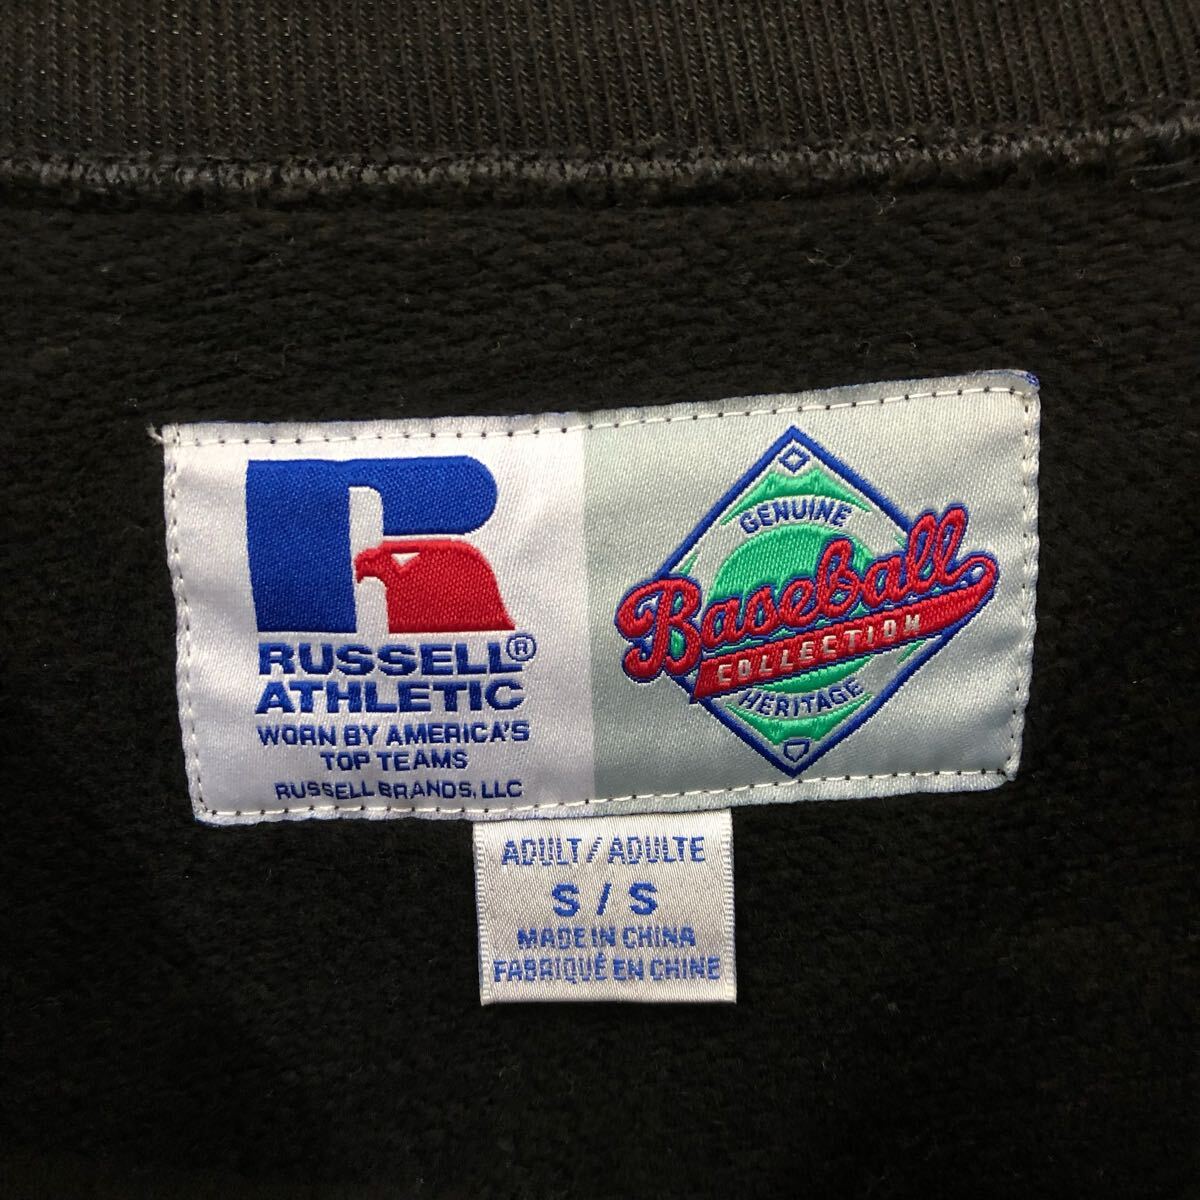 RUSSELL®
ATHLETIC
WORN BY AMERICA'S
TOP TEAMS
RUSSELL BRANDS, LLC
GENUINE
Baseball
COLLECTION
HERITAGE
ADULT / ADULTE
S / S
MADE IN CHINA
FABRIQUÉ EN CHINE